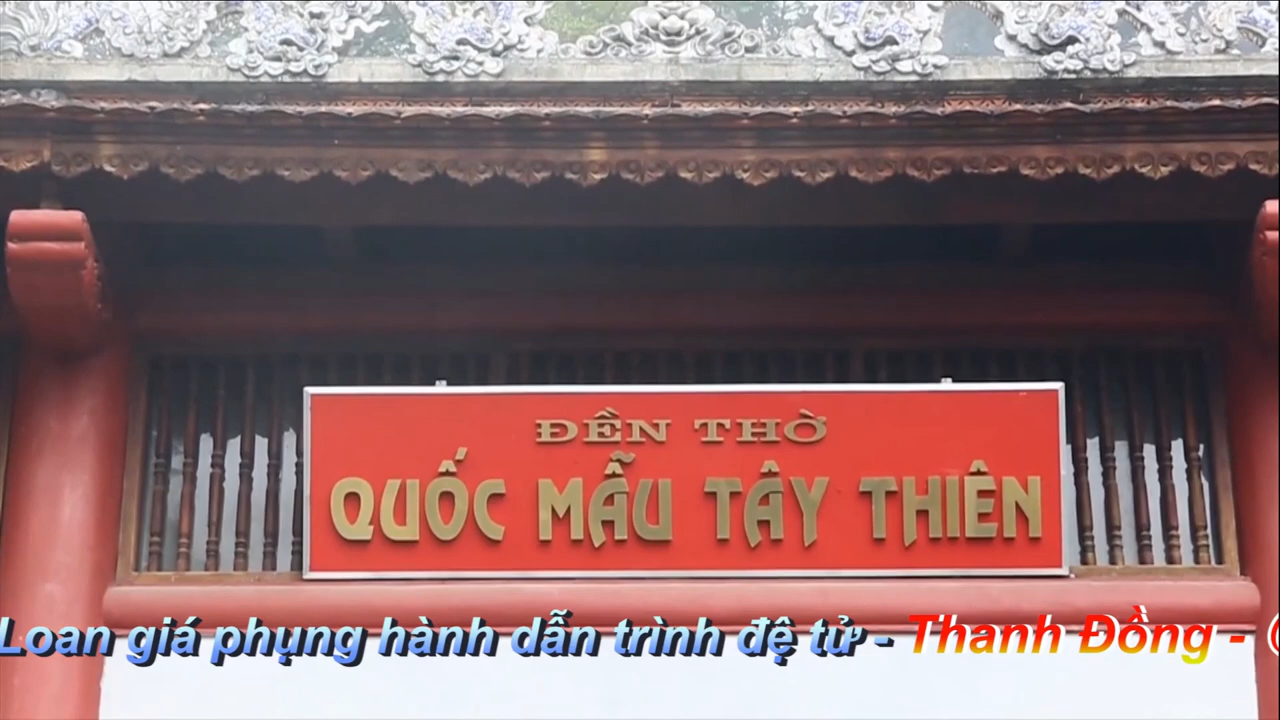 ĐỀN THỜ
QUỐC MẪU TÂY THIÊN
Loan giá phụng hành dẫn trình đệ tử - Thanh Đồng -